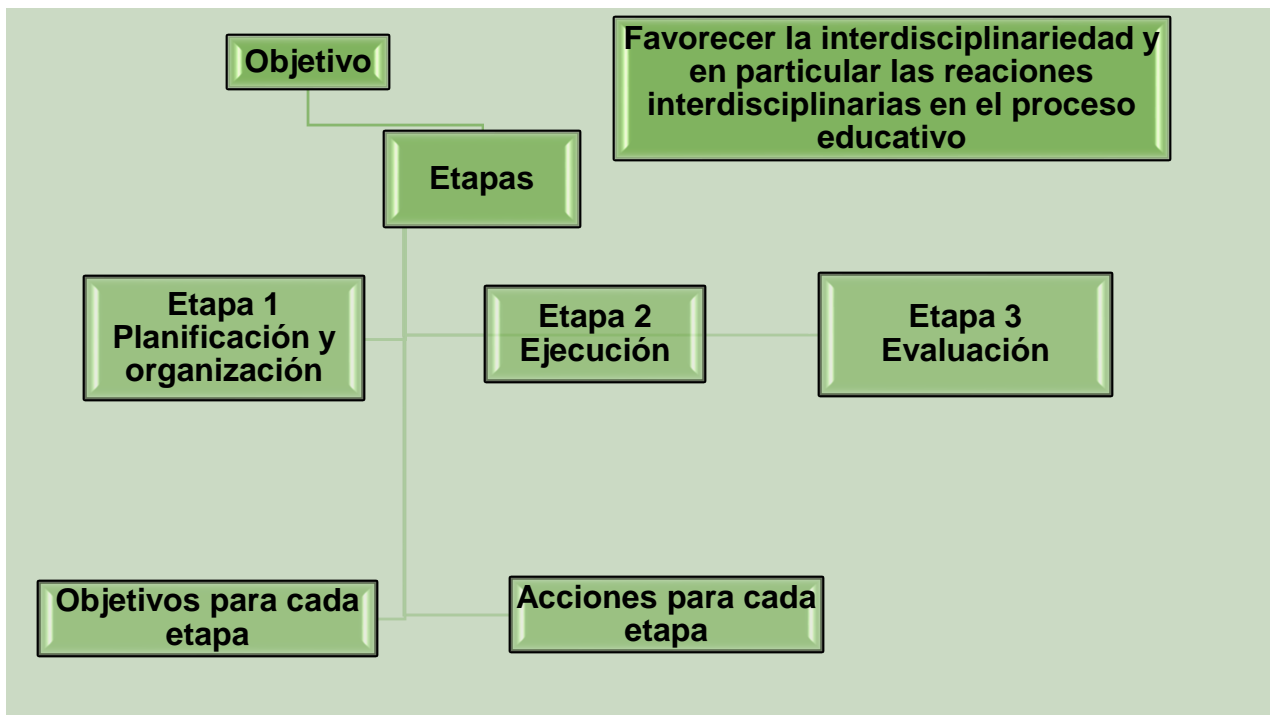 Objetivo
Favorecer la interdisciplinariedad y
en particular las reaciones
interdisciplinarias en el proceso
educativo
Etapas
Etapa 1
Planificación y
organización
Etapa 2
Ejecución
Etapa 3
Evaluación
Objetivos para cada
etapa
Acciones para cada
etapa